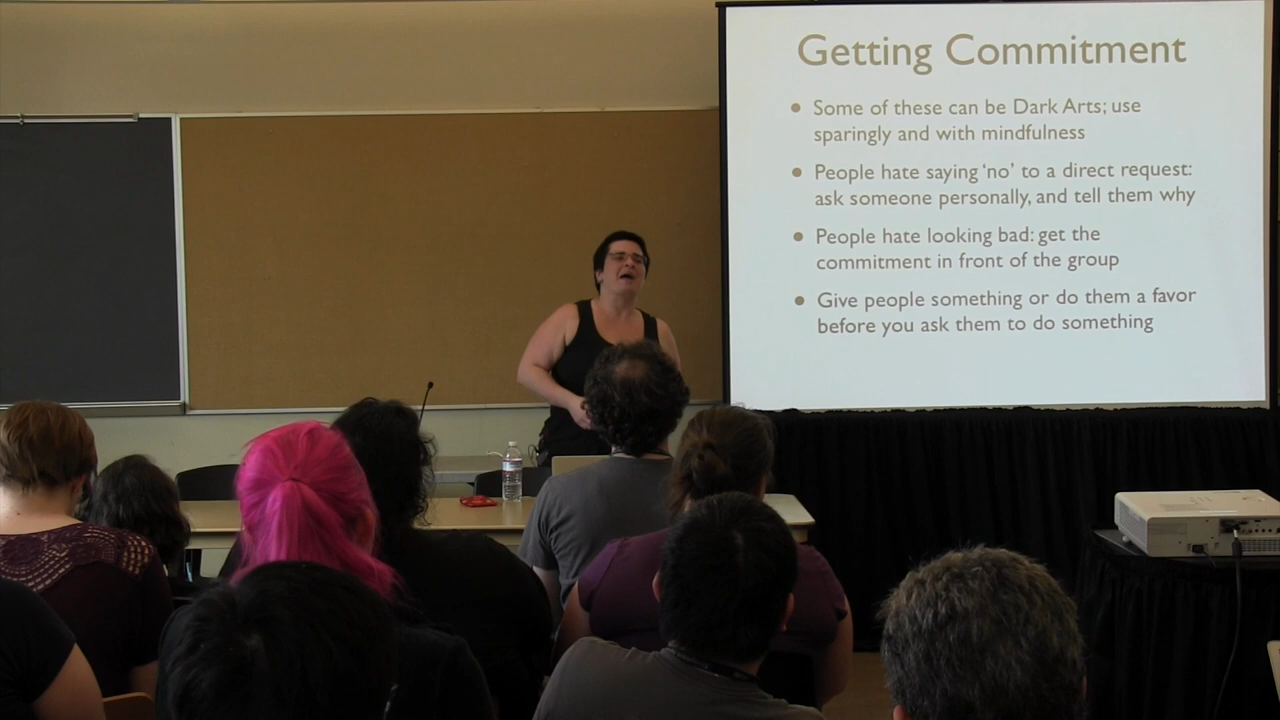 Getting Commitment
• Some of these can be Dark Arts; use
sparingly and with mindfulness
• People hate saying ‘no’ to a direct request:
ask someone personally, and tell them why
• People hate looking bad: get the
commitment in front of the group
• Give people something or do them a favor
before you ask them to do something